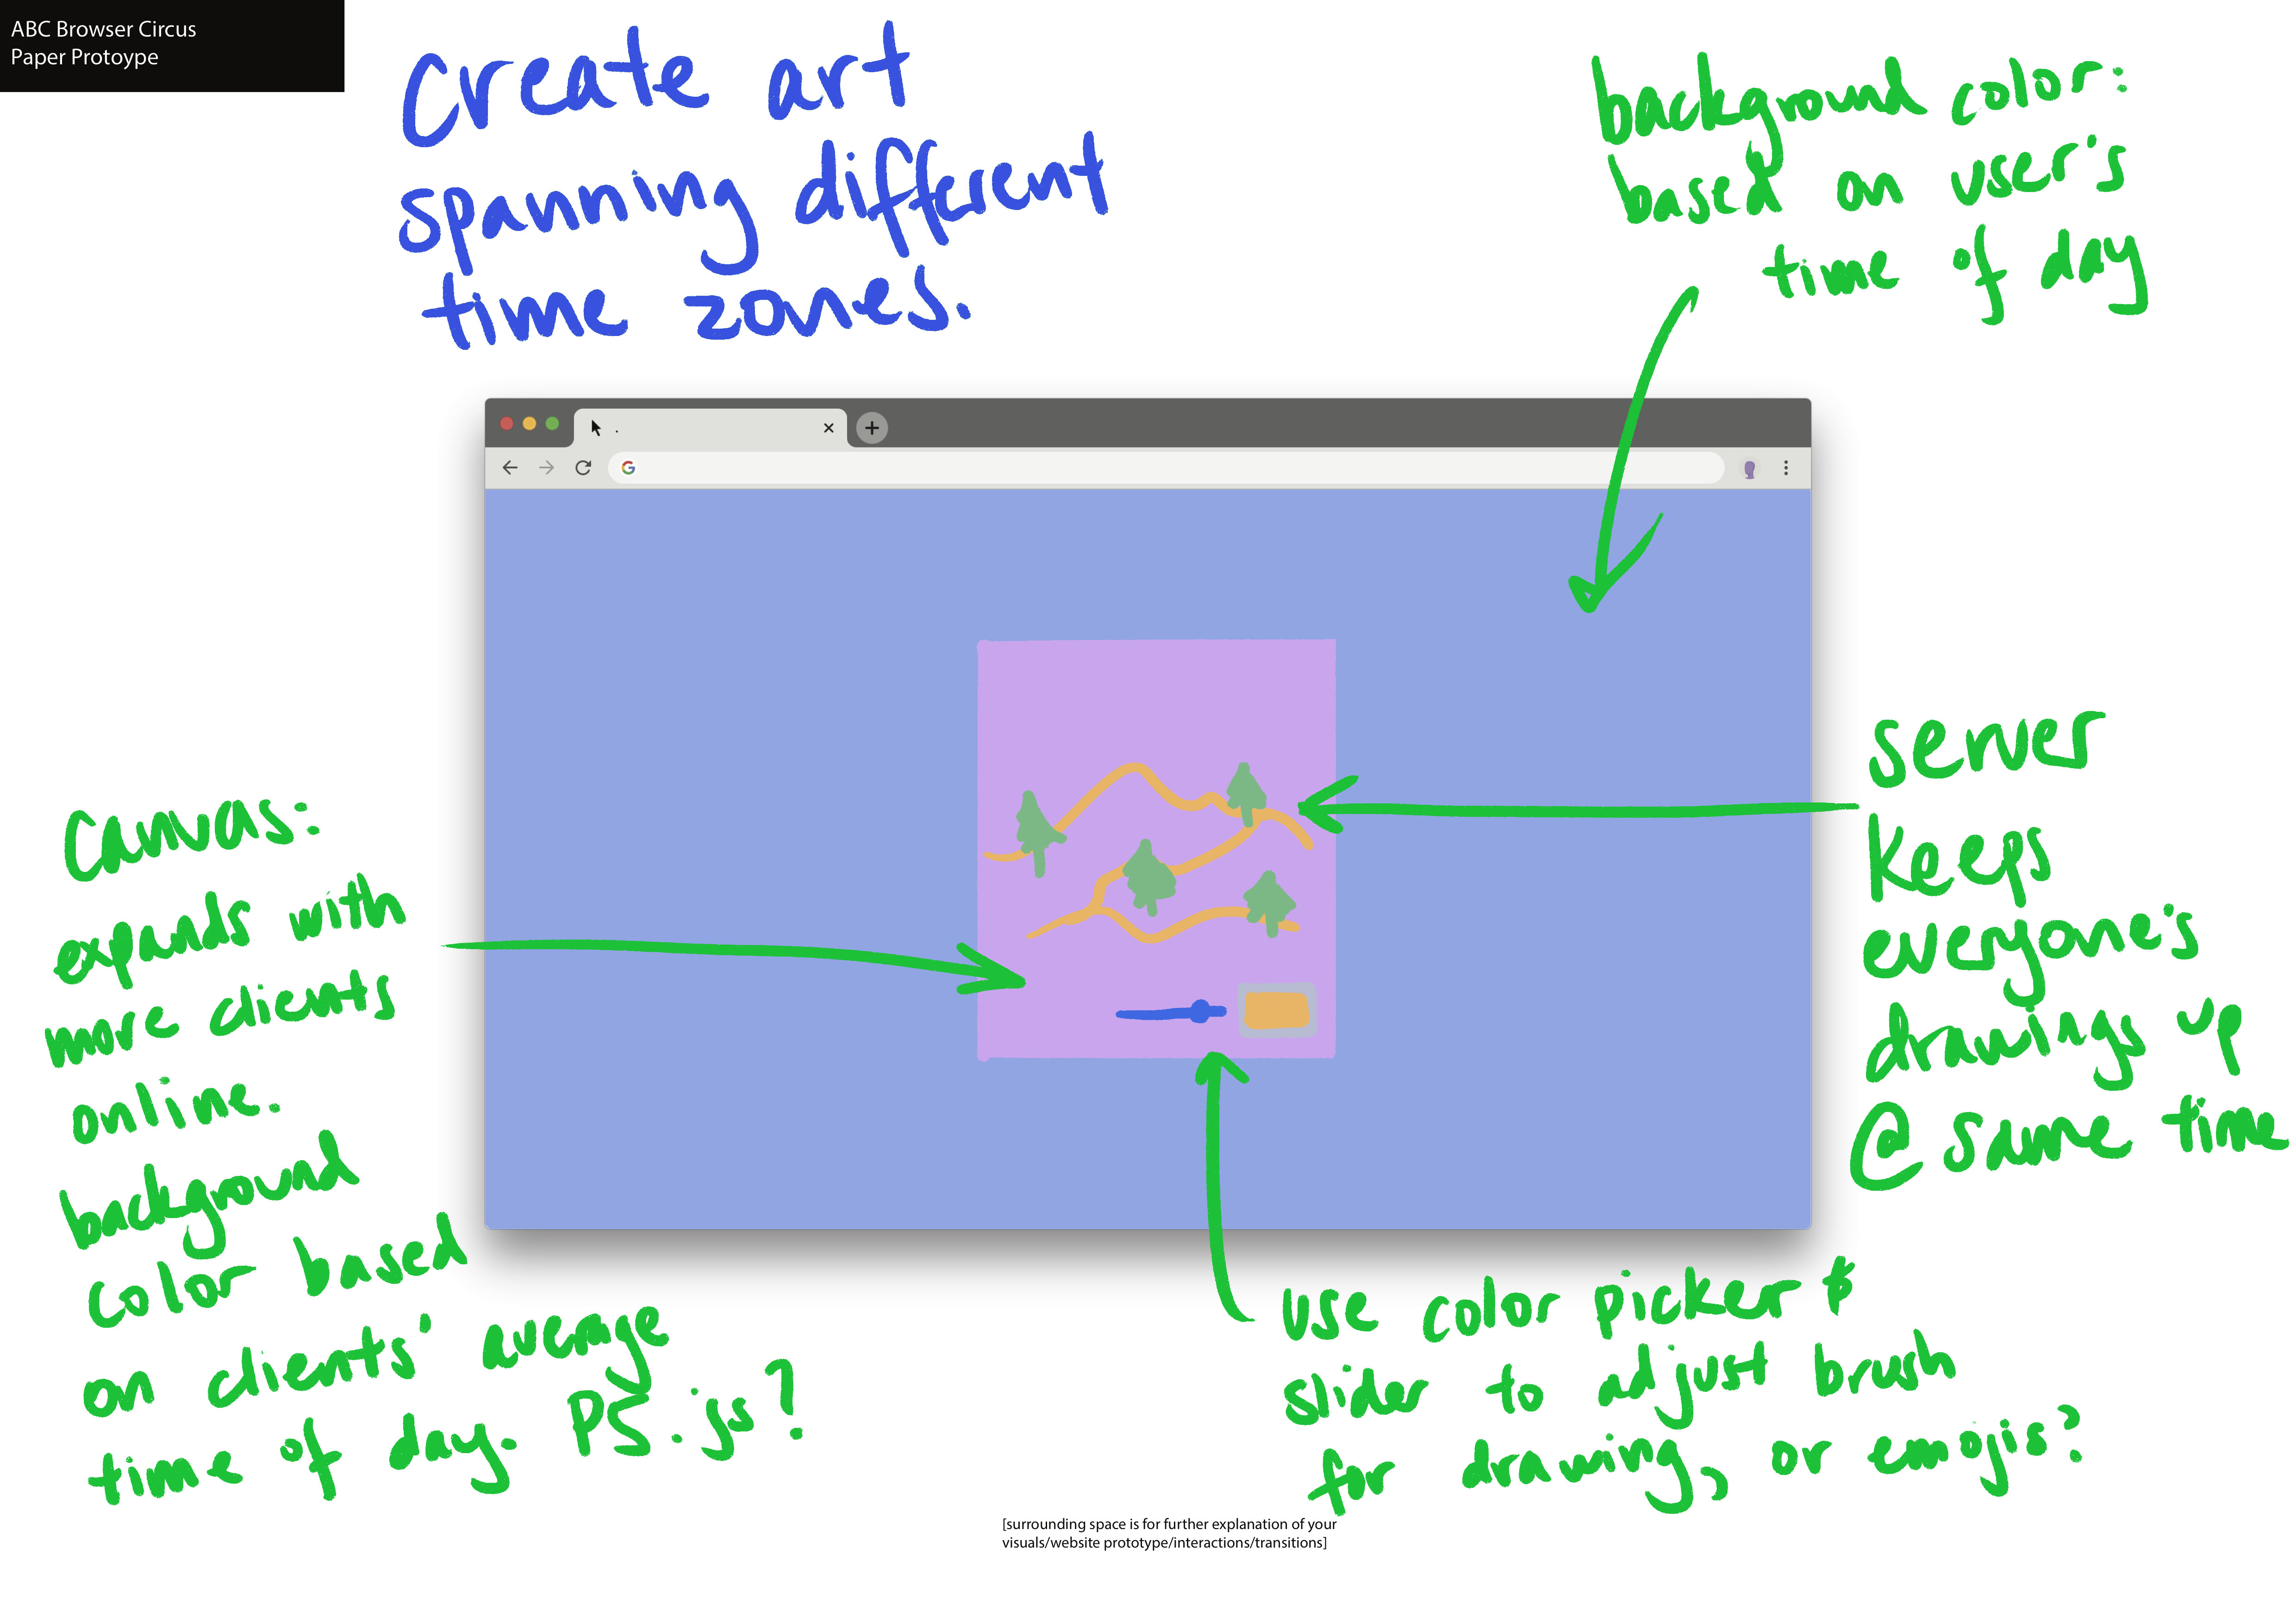 ABC Browser Circus
Paper Protoype
Create art
spanning different
time zones.
background color:
based on user's
time of day
server
keeps
everyone's
drawings up
@ same time
Canvas:
expands with
more clients
online.
background
color based
on clients' average
time of day. P5.js?
use color picker &
slider to adjust brush
for drawing, or emojis?
[surrounding space is for further explanation of your
visuals/website prototype/interactions/transitions]